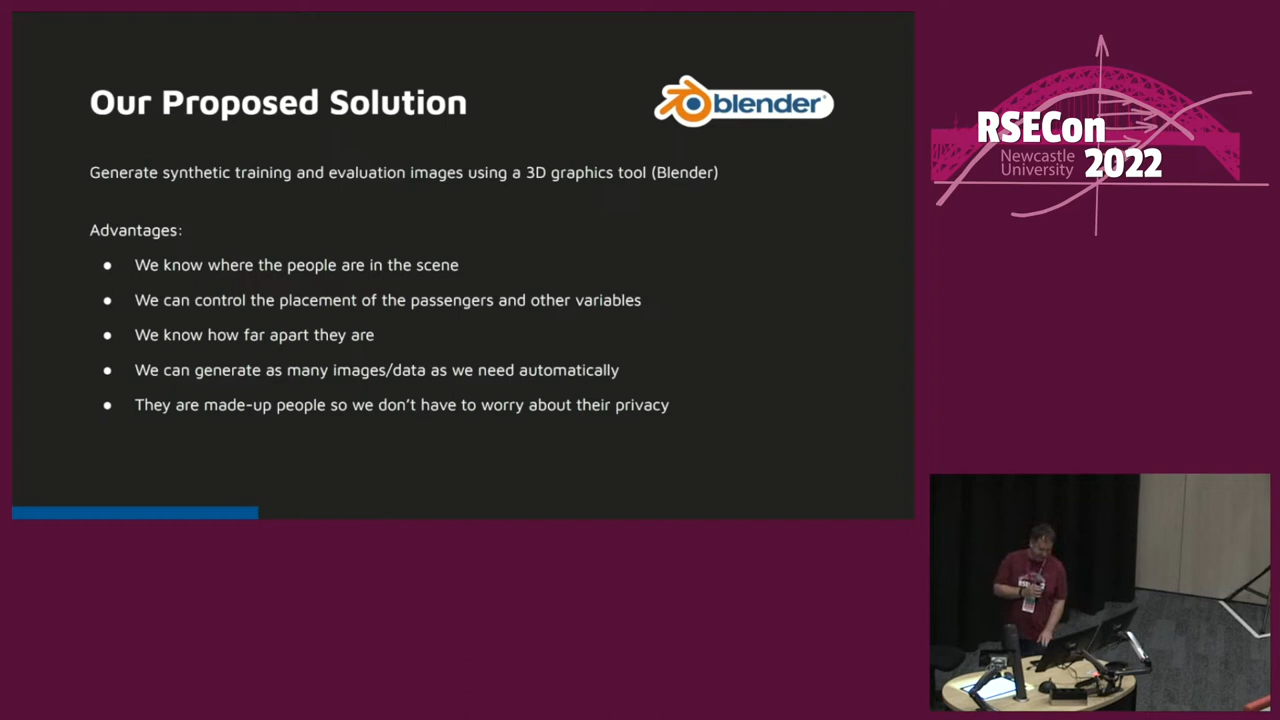 Our Proposed Solution
blender
Generate synthetic training and evaluation images using a 3D graphics tool (Blender)
Advantages:
● We know where the people are in the scene
● We can control the placement of the passengers and other variables
● We know how far apart they are
● We can generate as many images/data as we need automatically
● They are made-up people so we don’t have to worry about their privacy
RSECon
Newcastle
University 2022